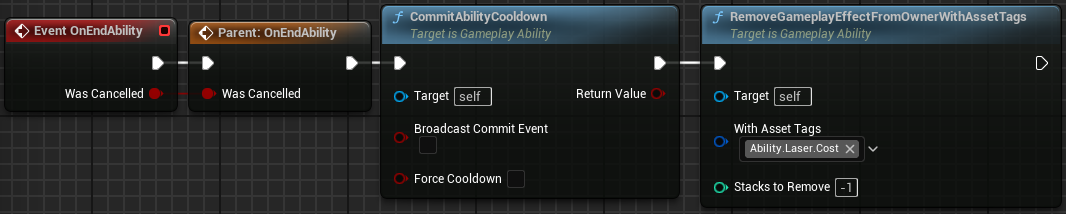 Event OnEndAbility
Was Cancelled
Parent: OnEndAbility
Was Cancelled
CommitAbilityCooldown
Target is Gameplay Ability
Target self
Return Value
Broadcast Commit Event
Force Cooldown
RemoveGameplayEffectFromOwnerWithAssetTags
Target is Gameplay Ability
Target self
With Asset Tags
Ability.Laser.Cost
Stacks to Remove -1